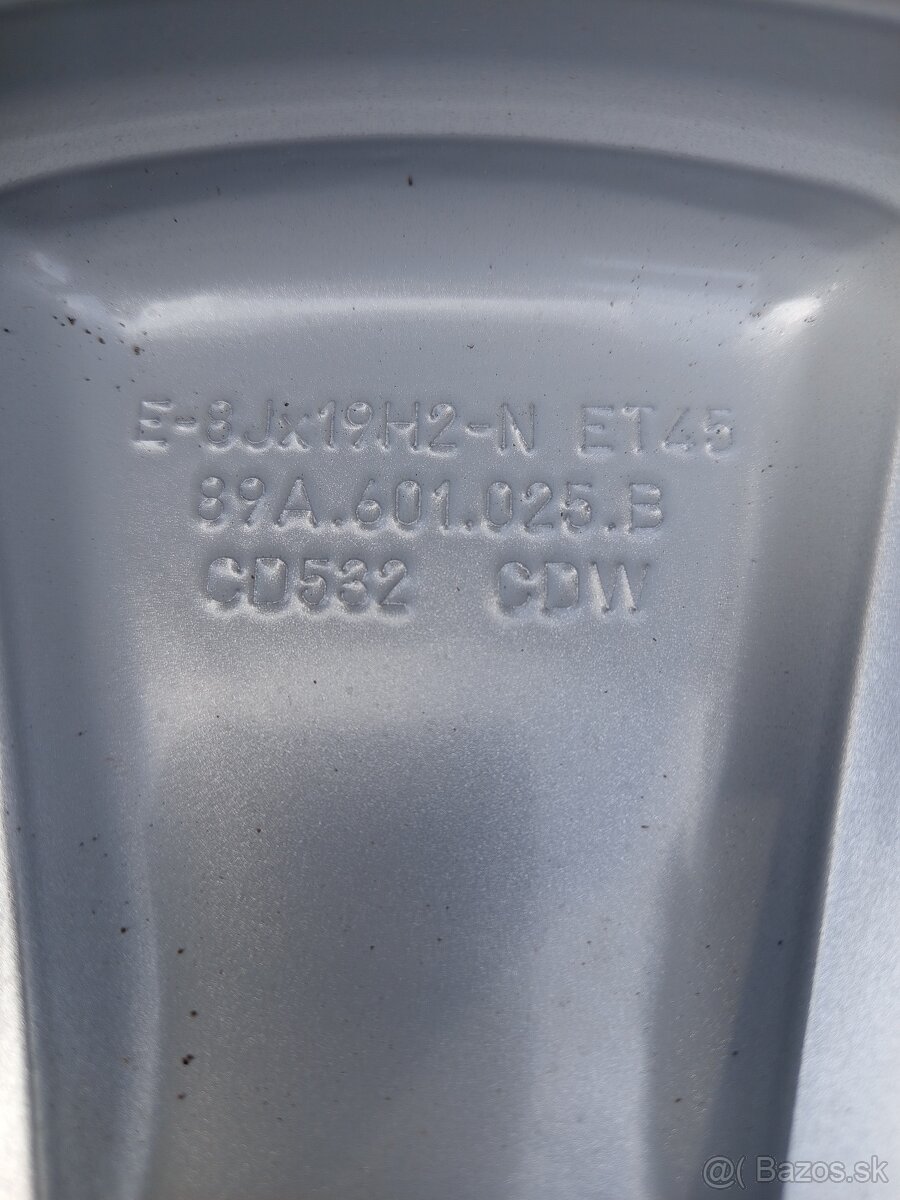 E-8Jx19H2-N ET45
89A.601.025.B
CD532 CDW
@( Bazos.sk